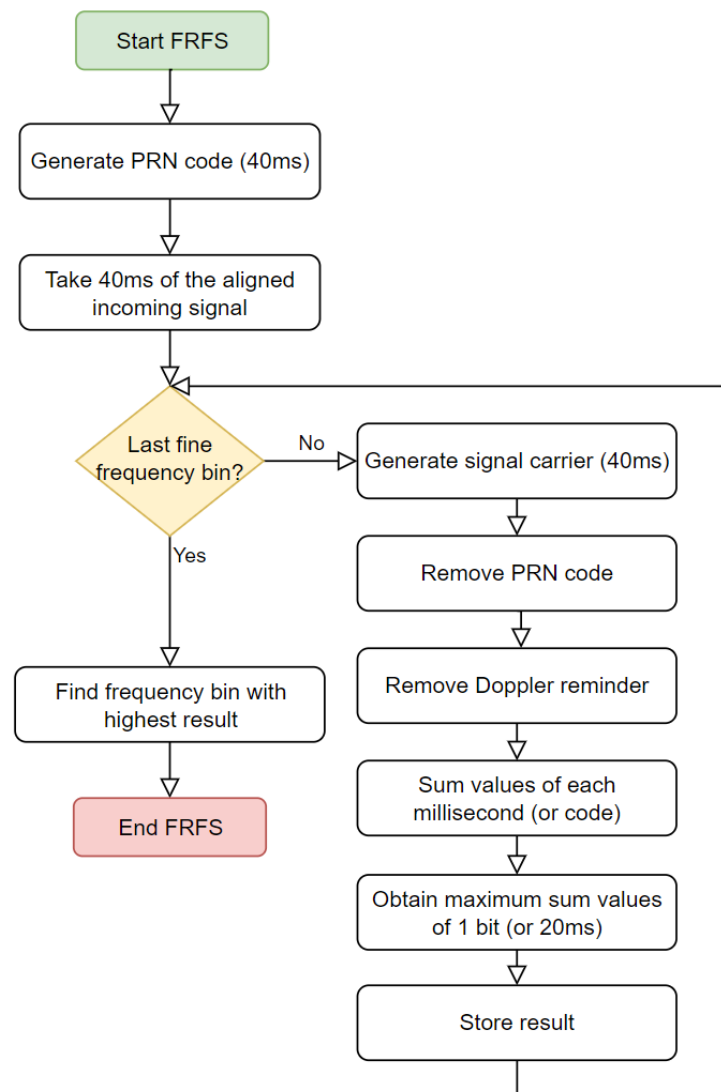 Start FRFS
Generate PRN code (40ms)
Take 40ms of the aligned
incoming signal
Last fine
frequency bin?
No
Yes
Find frequency bin with
highest result
End FRFS
Generate signal carrier (40ms)
Remove PRN code
Remove Doppler reminder
Sum values of each
millisecond (or code)
Obtain maximum sum values
of 1 bit (or 20ms)
Store result